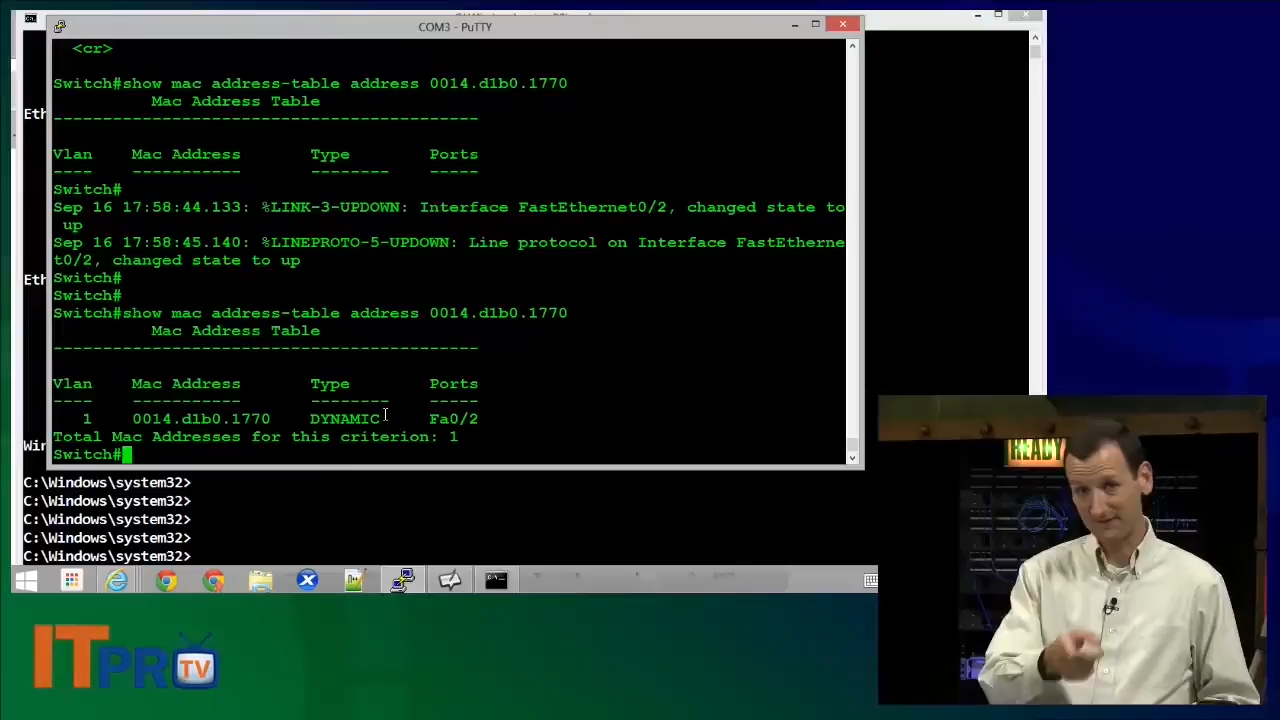 COM3 - PuTTY
<cr>
Switch#show mac address-table address 0014.d1b0.1770
Mac Address Table
-------------------------------------------
Vlan Mac Address Type Ports
---- ----------- -------- -----
Switch#
Sep 16 17:58:44.133: %LINK-3-UPDOWN: Interface FastEthernet0/2, changed state to
up
Sep 16 17:58:45.140: %LINEPROTO-5-UPDOWN: Line protocol on Interface FastEtherne
t0/2, changed state to up
Switch#
Switch#
Switch#show mac address-table address 0014.d1b0.1770
Mac Address Table
-------------------------------------------
Vlan Mac Address Type Ports
---- ----------- -------- -----
1 0014.d1b0.1770 DYNAMIC Fa0/2
Total Mac Addresses for this criterion: 1
Switch#
Eth
Eth
Win
C:\Windows\system32>
C:\Windows\system32>
C:\Windows\system32>
C:\Windows\system32>
C:\Windows\system32>
READY
ITPRO
TV